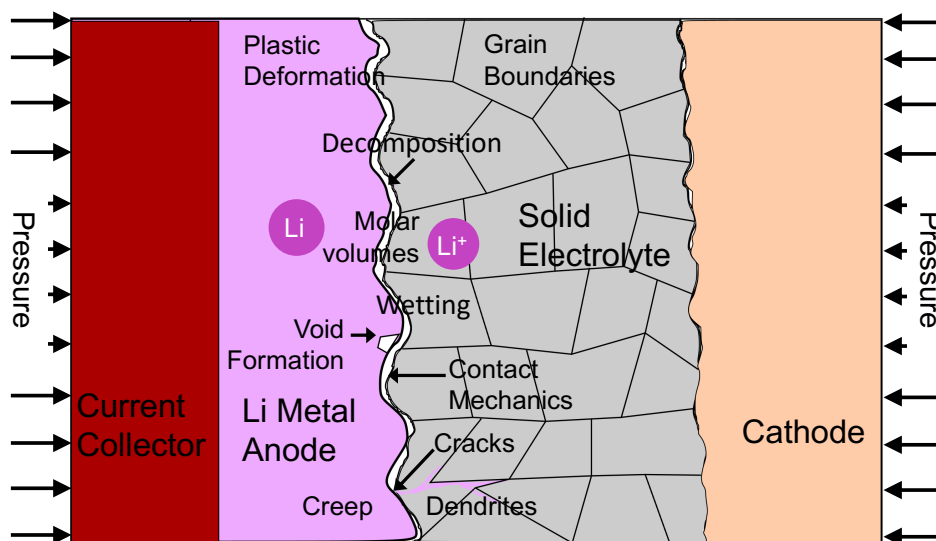 Plastic
Deformation
Grain
Boundaries
Decomposition
Li
Molar
volumes
Li⁺
Solid
Electrolyte
Pressure
Pressure
Wetting
Void
Formation
Contact
Mechanics
Current
Collector
Li Metal
Anode
Cracks
Cathode
Creep
Dendrites